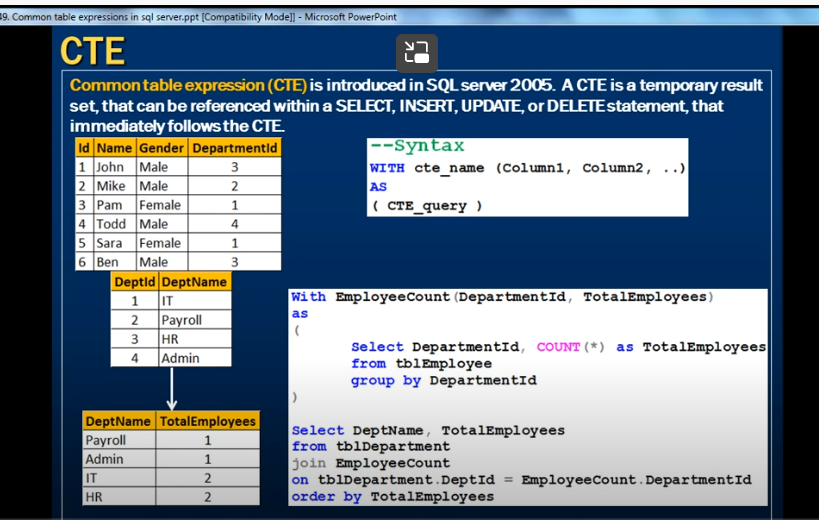 49. Common table expressions in sql server.ppt [Compatibility Mode]] - Microsoft PowerPoint
CTE
Common table expression (CTE) is introduced in SQL server 2005. A CTE is a temporary result
set, that can be referenced within a SELECT, INSERT, UPDATE, or DELETE statement, that
immediately follows the CTE.
Id Name Gender DepartmentId
1 John Male 3
2 Mike Male 2
3 Pam Female 1
4 Todd Male 4
5 Sara Female 1
6 Ben Male 3
--Syntax
WITH cte_name (Column1, Column2, ..)
AS
( CTE_query )
DeptId DeptName
1 IT
2 Payroll
3 HR
4 Admin
DeptName TotalEmployees
Payroll 1
Admin 1
IT 2
HR 2
With EmployeeCount(DepartmentId, TotalEmployees)
as
(
Select DepartmentId, COUNT(*) as TotalEmployees
from tblEmployee
group by DepartmentId
)
Select DeptName, TotalEmployees
from tblDepartment
join EmployeeCount
on tblDepartment.DeptId = EmployeeCount.DepartmentId
order by TotalEmployees